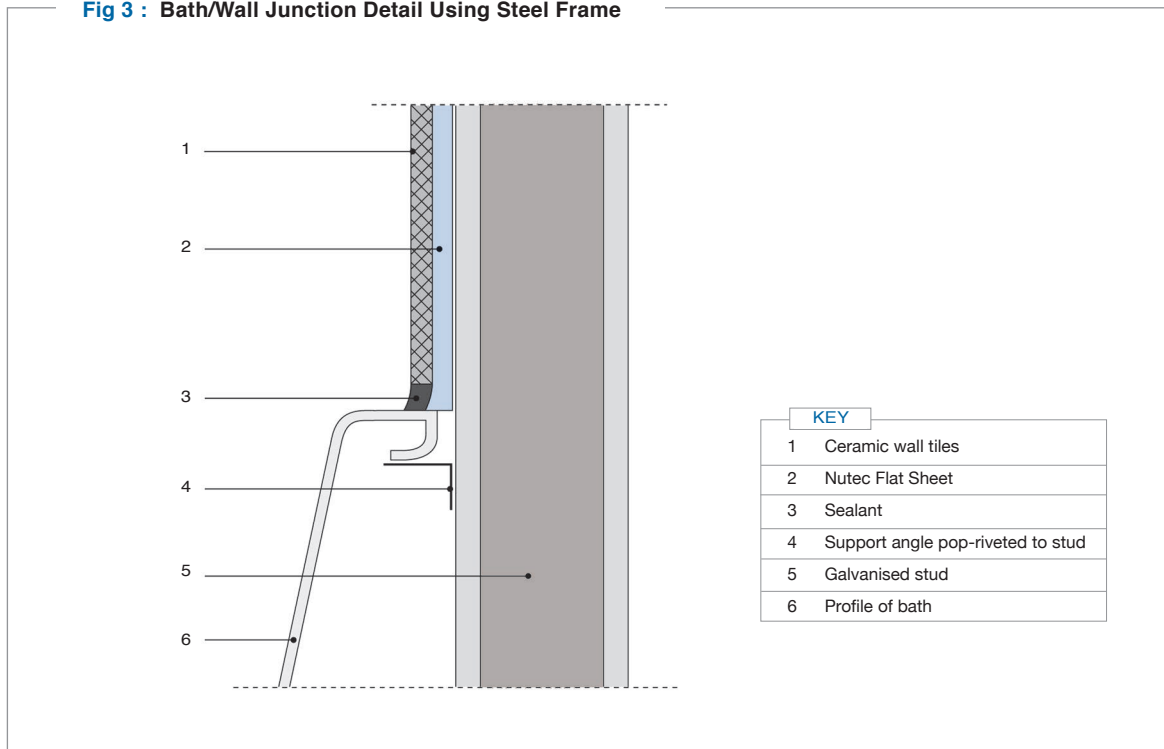 Fig 3 : Bath/Wall Junction Detail Using Steel Frame
1
2
3
4
5
6
KEY
1 Ceramic wall tiles
2 Nutec Flat Sheet
3 Sealant
4 Support angle pop-riveted to stud
5 Galvanised stud
6 Profile of bath